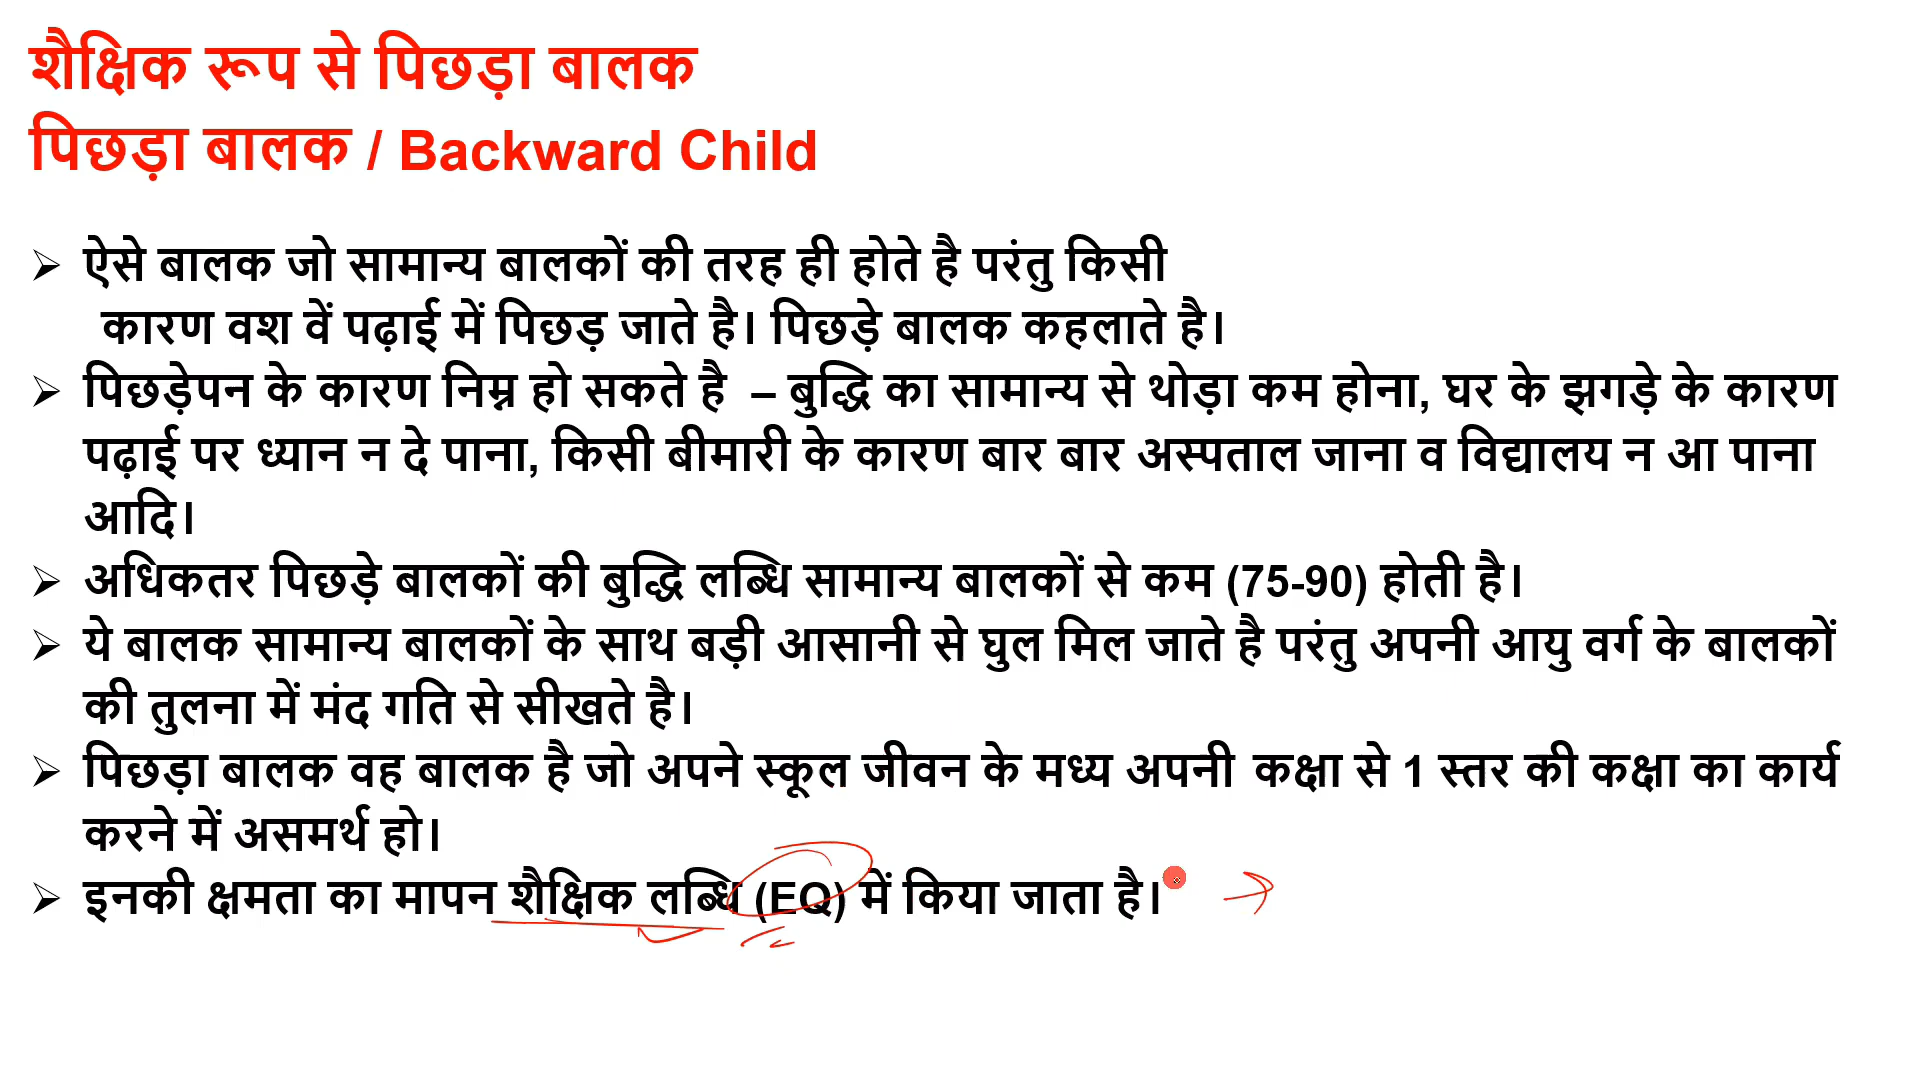 शैक्षिक रूप से पिछड़ा बालक
पिछड़ा बालक / Backward Child
➢ ऐसे बालक जो सामान्य बालकों की तरह ही होते है परंतु किसी
कारण वश वें पढ़ाई में पिछड़ जाते है। पिछड़े बालक कहलाते है।
➢ पिछड़ेपन के कारण निम्न हो सकते है – बुद्धि का सामान्य से थोड़ा कम होना, घर के झगड़े के कारण
पढ़ाई पर ध्यान न दे पाना, किसी बीमारी के कारण बार बार अस्पताल जाना व विद्यालय न आ पाना
आदि।
➢ अधिकतर पिछड़े बालकों की बुद्धि लब्धि सामान्य बालकों से कम (75-90) होती है।
➢ ये बालक सामान्य बालकों के साथ बड़ी आसानी से घुल मिल जाते है परंतु अपनी आयु वर्ग के बालकों
की तुलना में मंद गति से सीखते है।
➢ पिछड़ा बालक वह बालक है जो अपने स्कूल जीवन के मध्य अपनी कक्षा से 1 स्तर की कक्षा का कार्य
करने में असमर्थ हो।
➢ इनकी क्षमता का मापन शैक्षिक लब्धि (EQ) में किया जाता है।